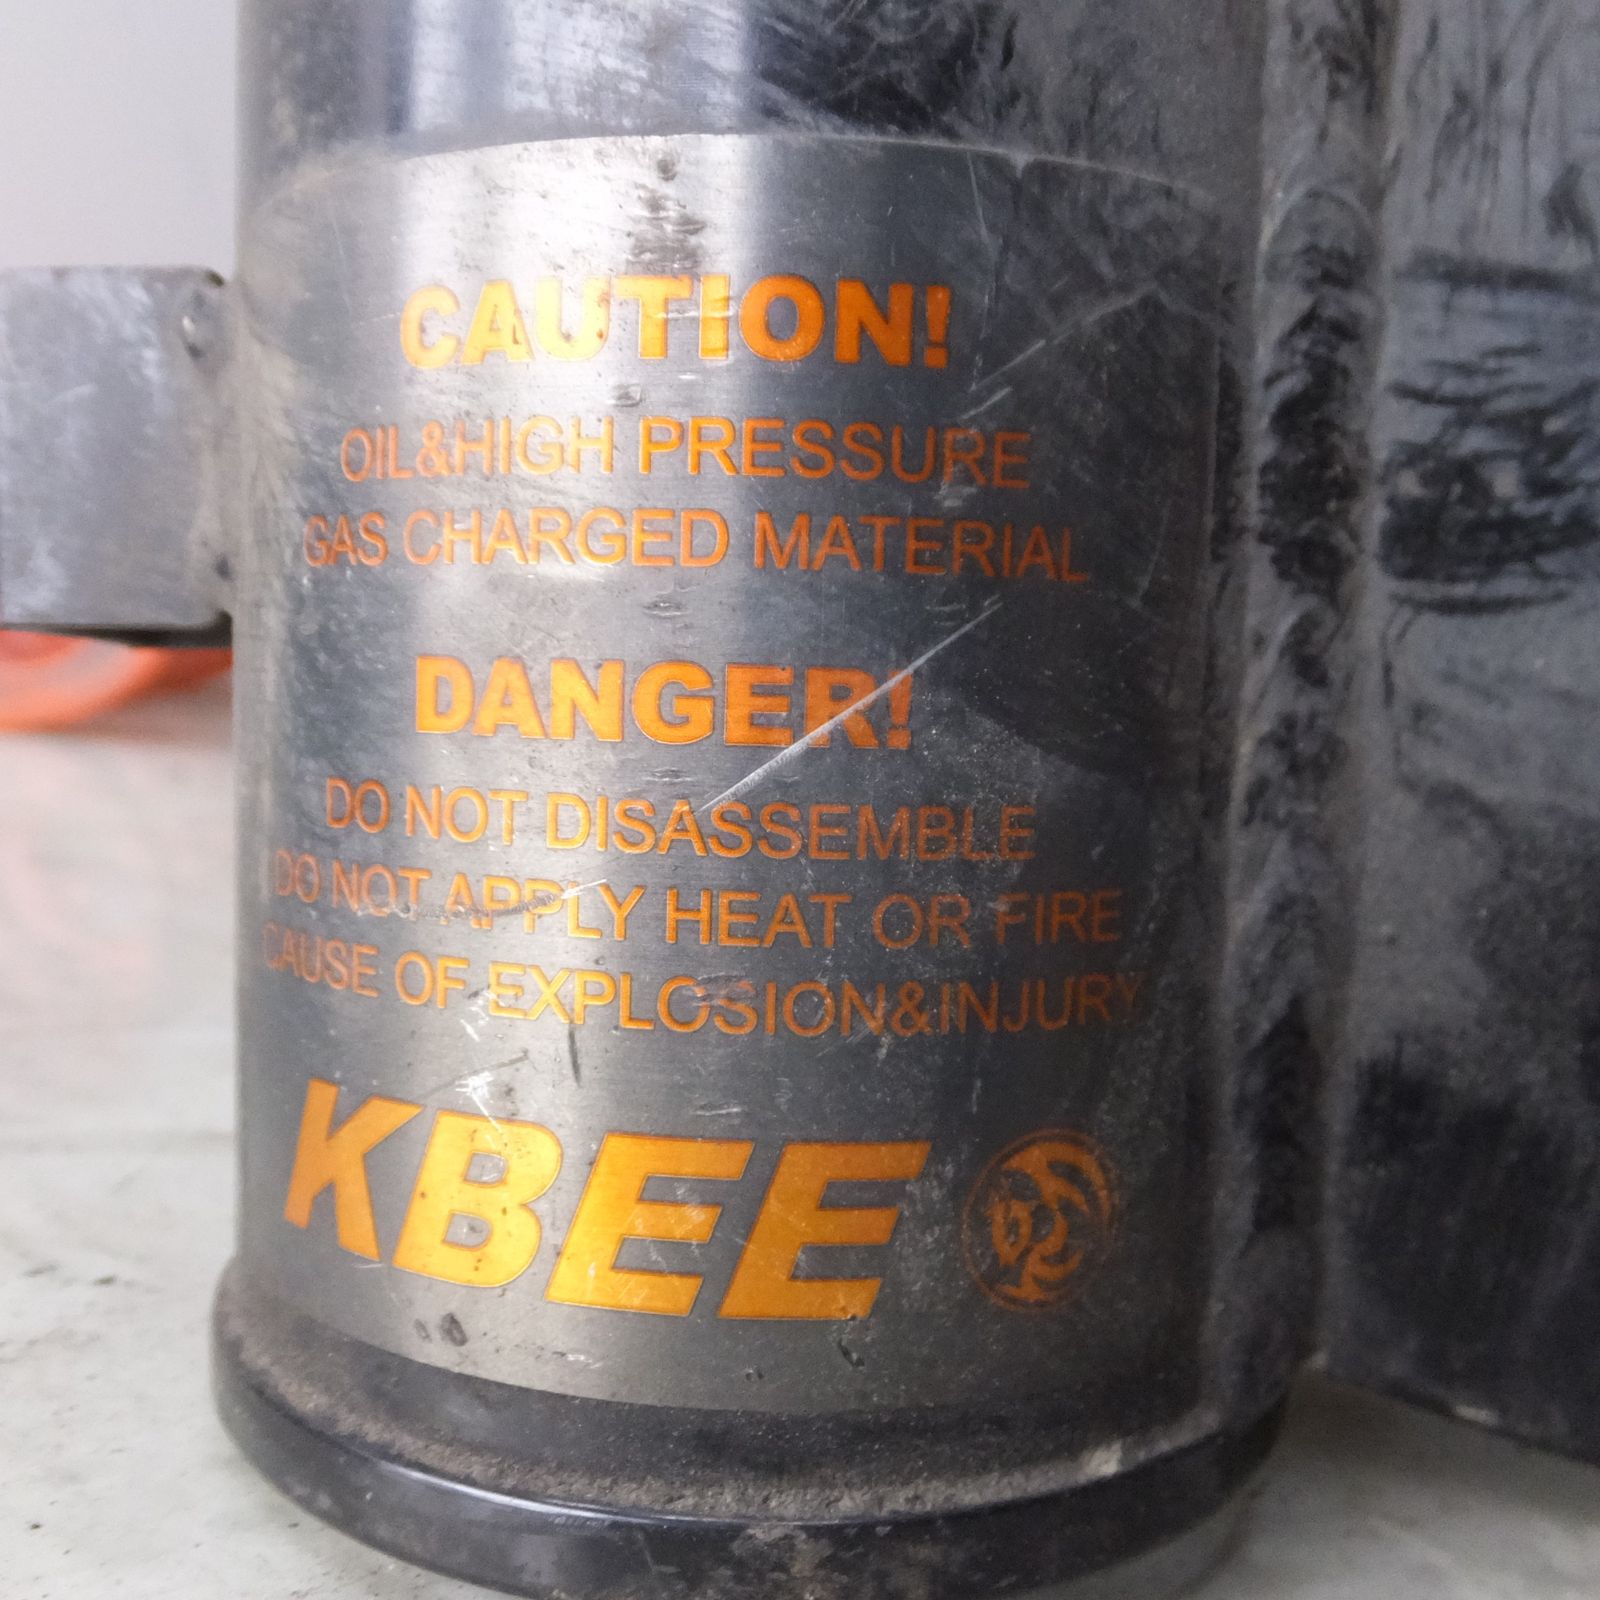 CAUTION!
OIL&HIGH PRESSURE
GAS CHARGED MATERIAL
DANGER!
DO NOT DISASSEMBLE
DO NOT APPLY HEAT OR FIRE
CAUSE OF EXPLOSION&INJURY
KBEE